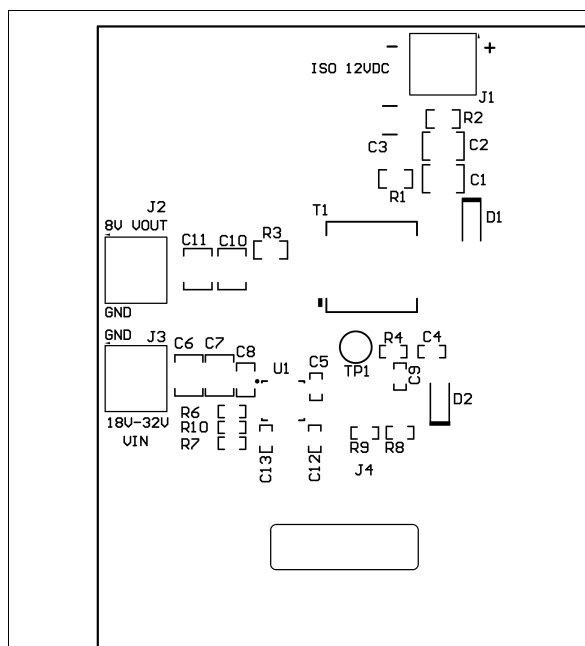 +
ISO 12VDC
J1
R2
C3
C2
R1
C1
J2
T1
D1
8V VOUT
R3
C11
C10
GND
GND
J3
C6
C7
C8
U1
C5
TP1
R4
C4
C9
D2
18V-32V
VIN
R6
R10
R7
C13
C12
R9
R8
J4